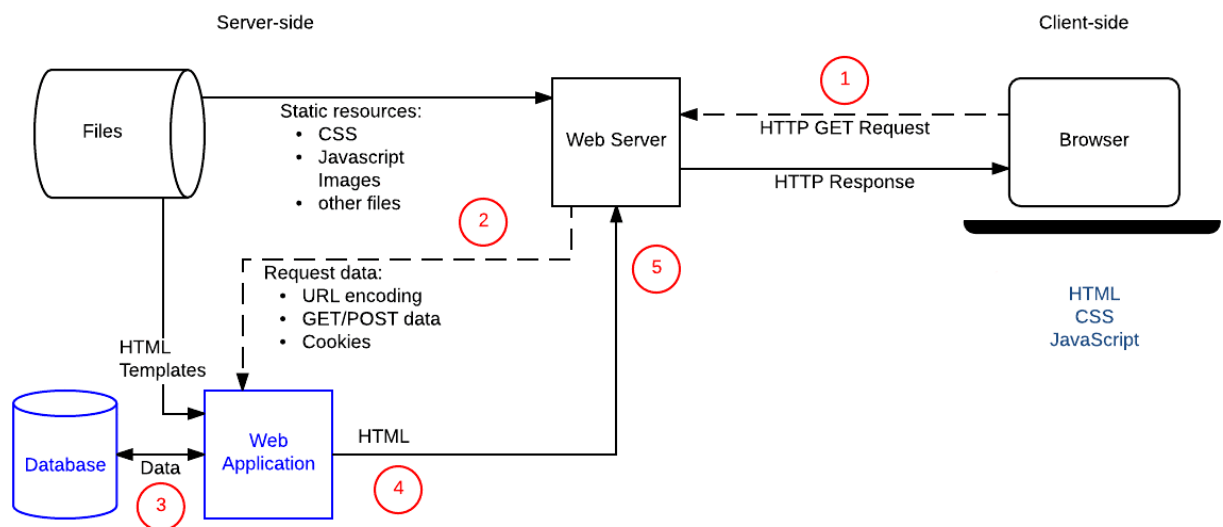 Server-side
Client-side
Files
Static resources:
• CSS
• Javascript
Images
• other files
Web Server
1
HTTP GET Request
HTTP Response
Browser
2
5
Request data:
• URL encoding
• GET/POST data
• Cookies
HTML
CSS
JavaScript
HTML
Templates
Database
Data
3
Web
Application
HTML
4